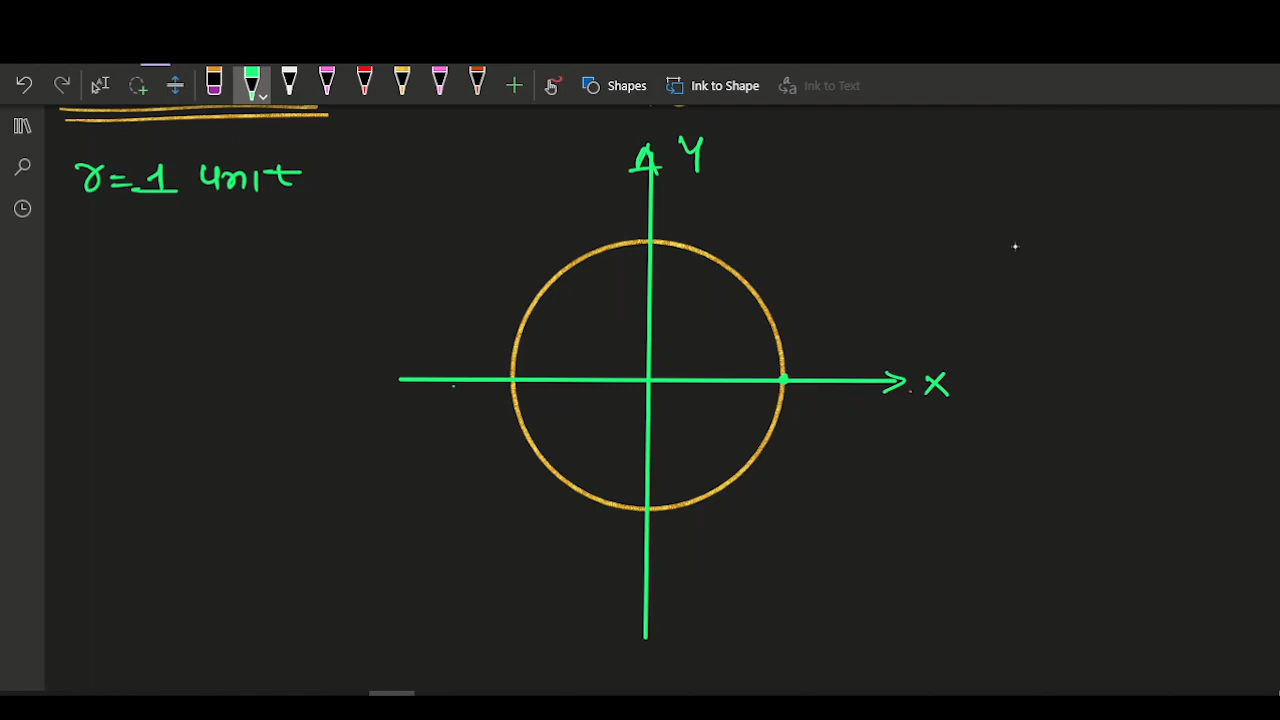 Shapes
Ink to Shape
Ink to Text
Y
r = 1 unit
X